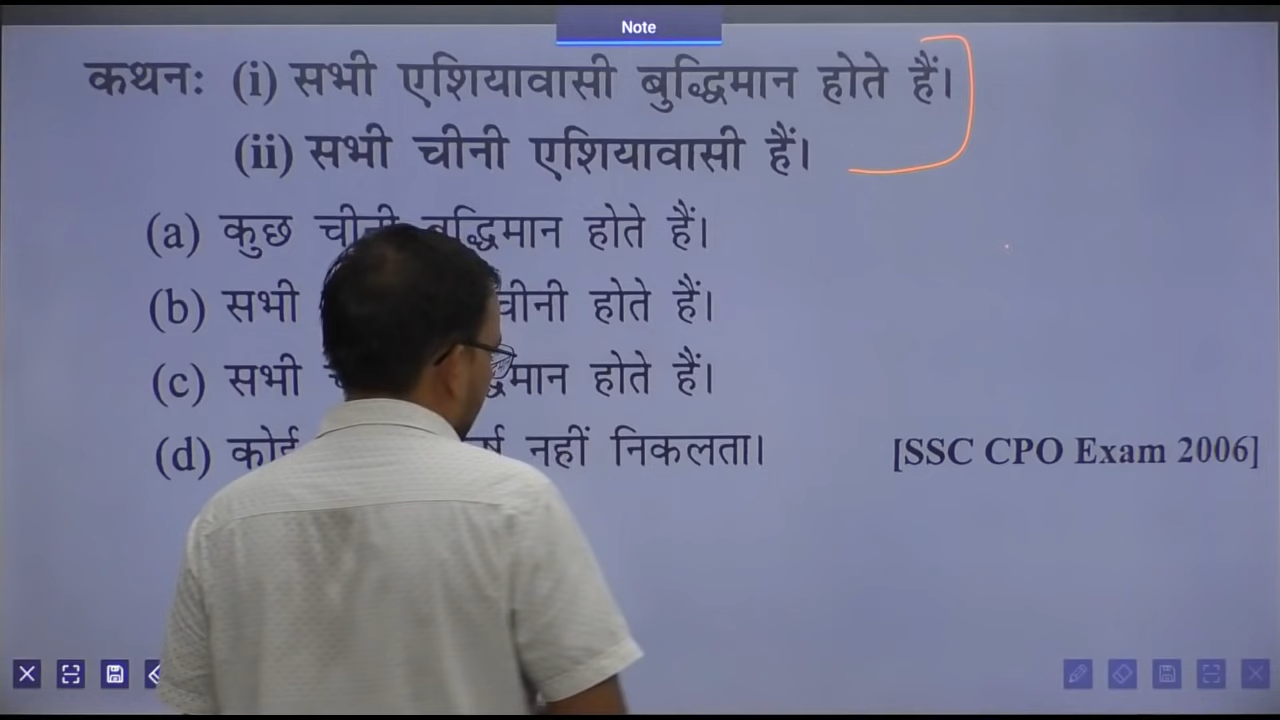 Note
कथनः (i) सभी एशियावासी बुद्धिमान होते हैं।
(ii) सभी चीनी एशियावासी हैं।
(a) कुछ चीनी बुद्धिमान होते हैं।
(b) सभी चीनी होते हैं।
(c) सभी होते हैं।
(d) कोई नहीं निकलता।
[SSC CPO Exam 2006]